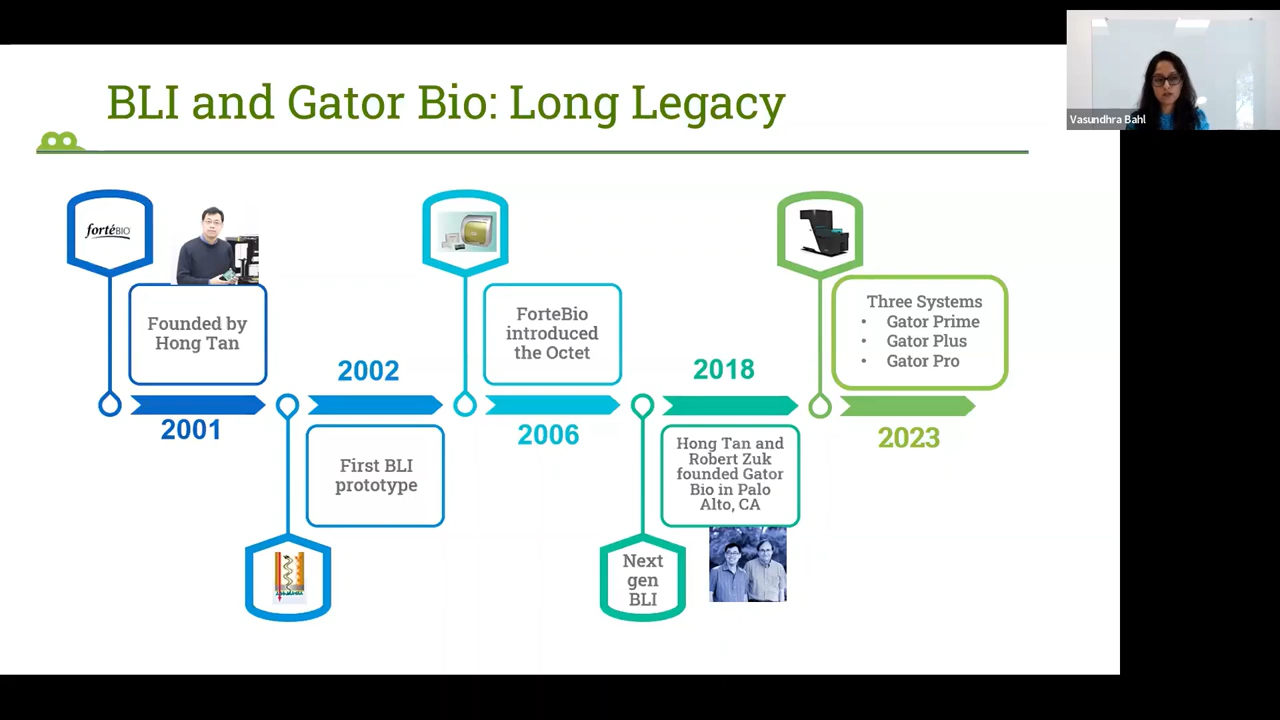 BLI and Gator Bio: Long Legacy
Vasundhra Bahl
fortéBIO
Founded by
Hong Tan
2001
2002
First BLI
prototype
ForteBio
introduced
the Octet
2006
2018
Hong Tan and
Robert Zuk
founded Gator
Bio in Palo
Alto, CA
Next
gen
BLI
Three Systems
• Gator Prime
• Gator Plus
• Gator Pro
2023